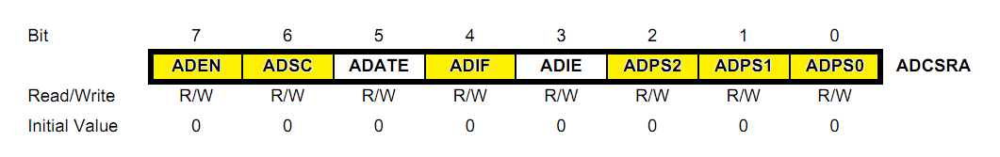 Bit 7 6 5 4 3 2 1 0
ADEN ADSC ADATE ADIF ADIE ADPS2 ADPS1 ADPS0 ADCSRA
Read/Write R/W R/W R/W R/W R/W R/W R/W R/W
Initial Value 0 0 0 0 0 0 0 0